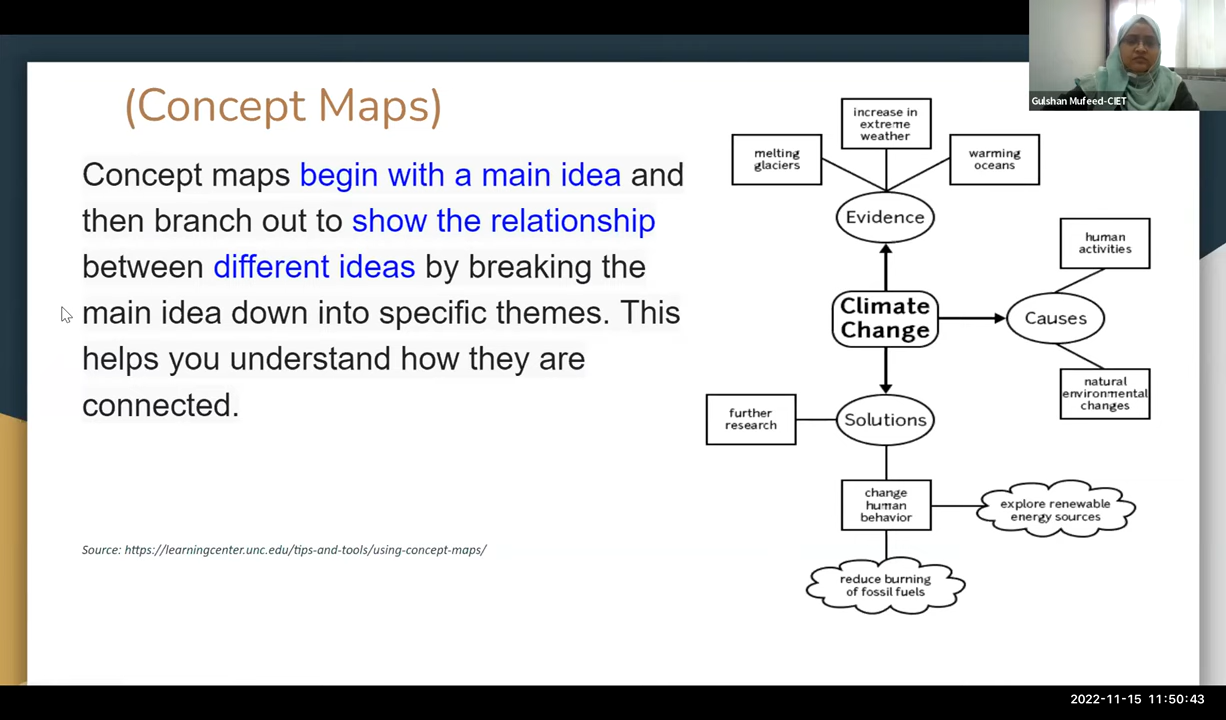 (Concept Maps)
Concept maps begin with a main idea and
then branch out to show the relationship
between different ideas by breaking the
main idea down into specific themes. This
helps you understand how they are
connected.
Source: https://learningcenter.unc.edu/tips-and-tools/using-concept-maps/
Gulshan Mufeed-CIET
increase in
extreme
weather
melting
glaciers
warming
oceans
Evidence
human
activities
Climate
Change
Causes
natural
environmental
changes
further
research
Solutions
change
human
behavior
explore renewable
energy sources
reduce burning
of fossil fuels
2022-11-15 11:50:43